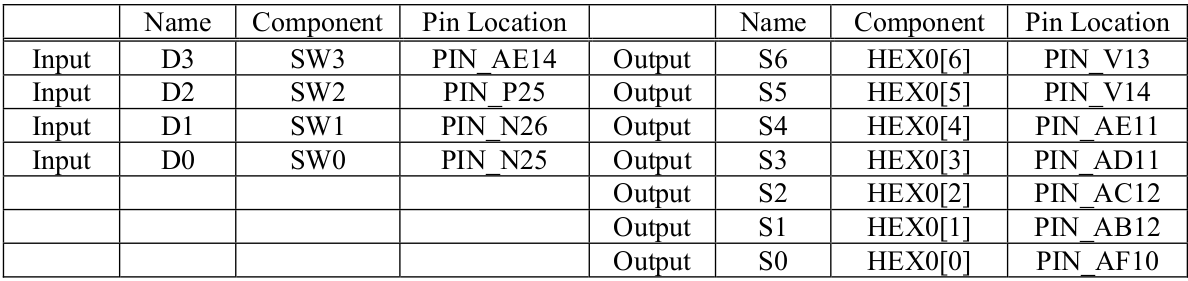 Name Component Pin Location Name Component Pin Location
Input D3 SW3 PIN_AE14 Output S6 HEX0[6] PIN_V13
Input D2 SW2 PIN_P25 Output S5 HEX0[5] PIN_V14
Input D1 SW1 PIN_N26 Output S4 HEX0[4] PIN_AE11
Input D0 SW0 PIN_N25 Output S3 HEX0[3] PIN_AD11
Output S2 HEX0[2] PIN_AC12
Output S1 HEX0[1] PIN_AB12
Output S0 HEX0[0] PIN_AF10